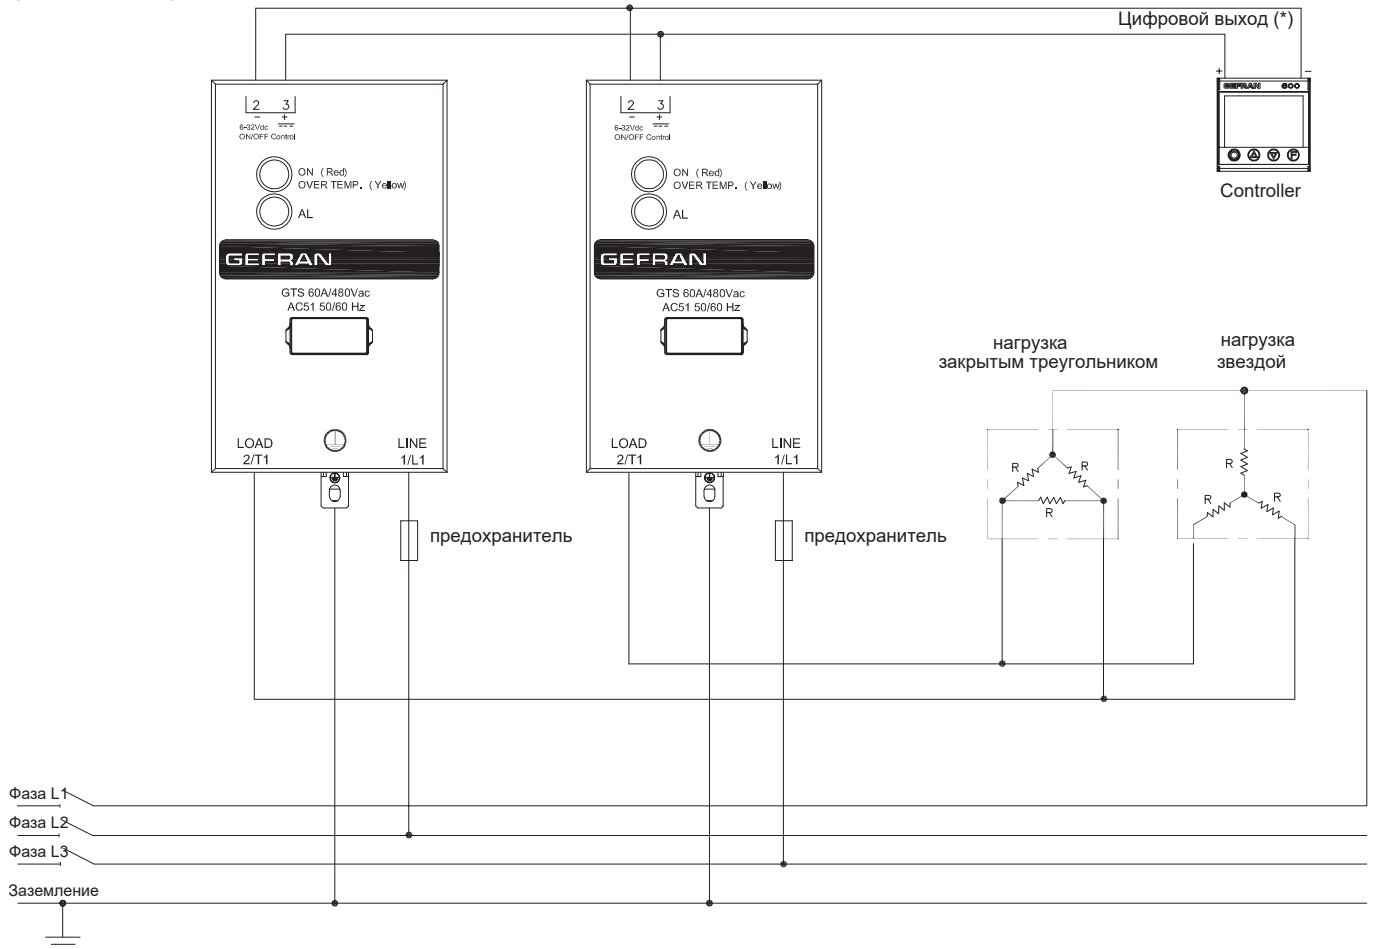 Цифровой выход (*)
+ −
GEFRAN 600
F
Controller
2 3
− +
6-32Vdc
ON/OFF Control
ON (Red)
OVER TEMP. (Yellow)
AL
GEFRAN
GTS 60A/480Vac
AC51 50/60 Hz
LOAD
2/T1
LINE
1/L1
предохранитель
2 3
− +
6-32Vdc
ON/OFF Control
ON (Red)
OVER TEMP. (Yellow)
AL
GEFRAN
GTS 60A/480Vac
AC51 50/60 Hz
LOAD
2/T1
LINE
1/L1
предохранитель
нагрузка
закрытым треугольником
R R
R
нагрузка
звездой
R
R R
Фаза L1
Фаза L2
Фаза L3
Заземление